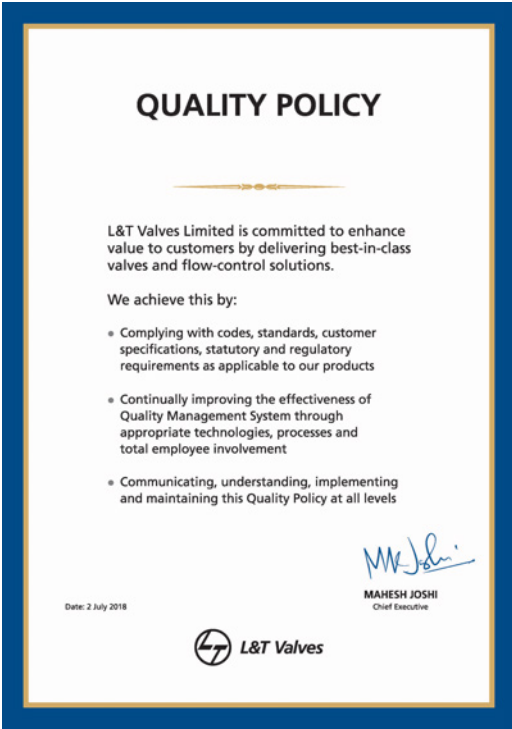 QUALITY POLICY
L&T Valves Limited is committed to enhance
value to customers by delivering best-in-class
valves and flow-control solutions.
We achieve this by:
• Complying with codes, standards, customer
specifications, statutory and regulatory
requirements as applicable to our products
• Continually improving the effectiveness of
Quality Management System through
appropriate technologies, processes and
total employee involvement
• Communicating, understanding, implementing
and maintaining this Quality Policy at all levels
MKJoshi
MAHESH JOSHI
Chief Executive
Date: 2 July 2018
L&T Valves